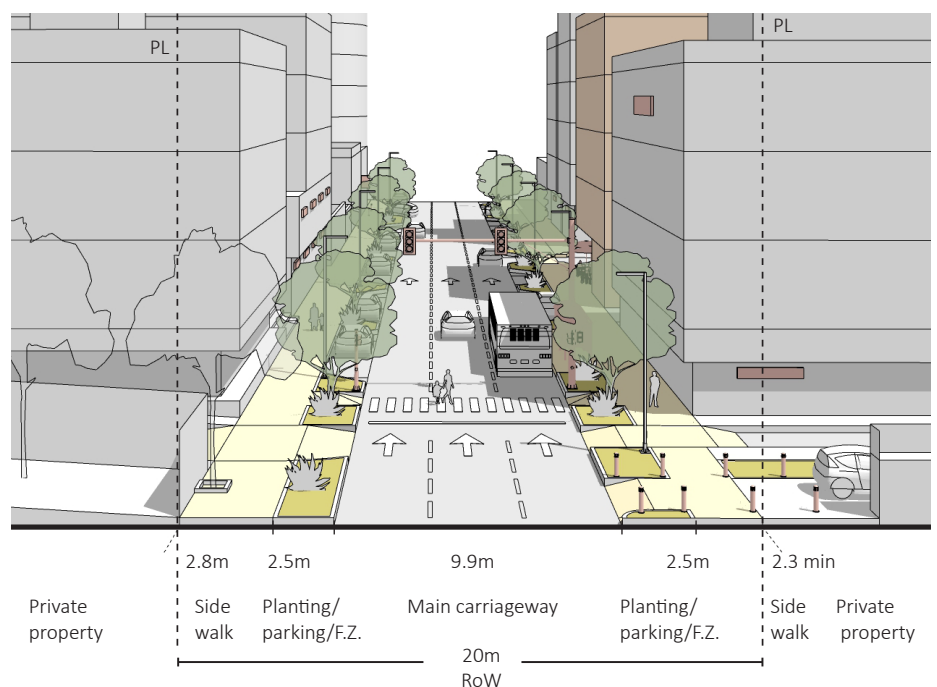 PL
PL
2.8m
2.5m
9.9m
2.5m
2.3 min
Private
property
Side
walk
Planting/
parking/F.Z.
Main carriageway
Planting/
parking/F.Z.
Side
walk
Private
property
20m
RoW